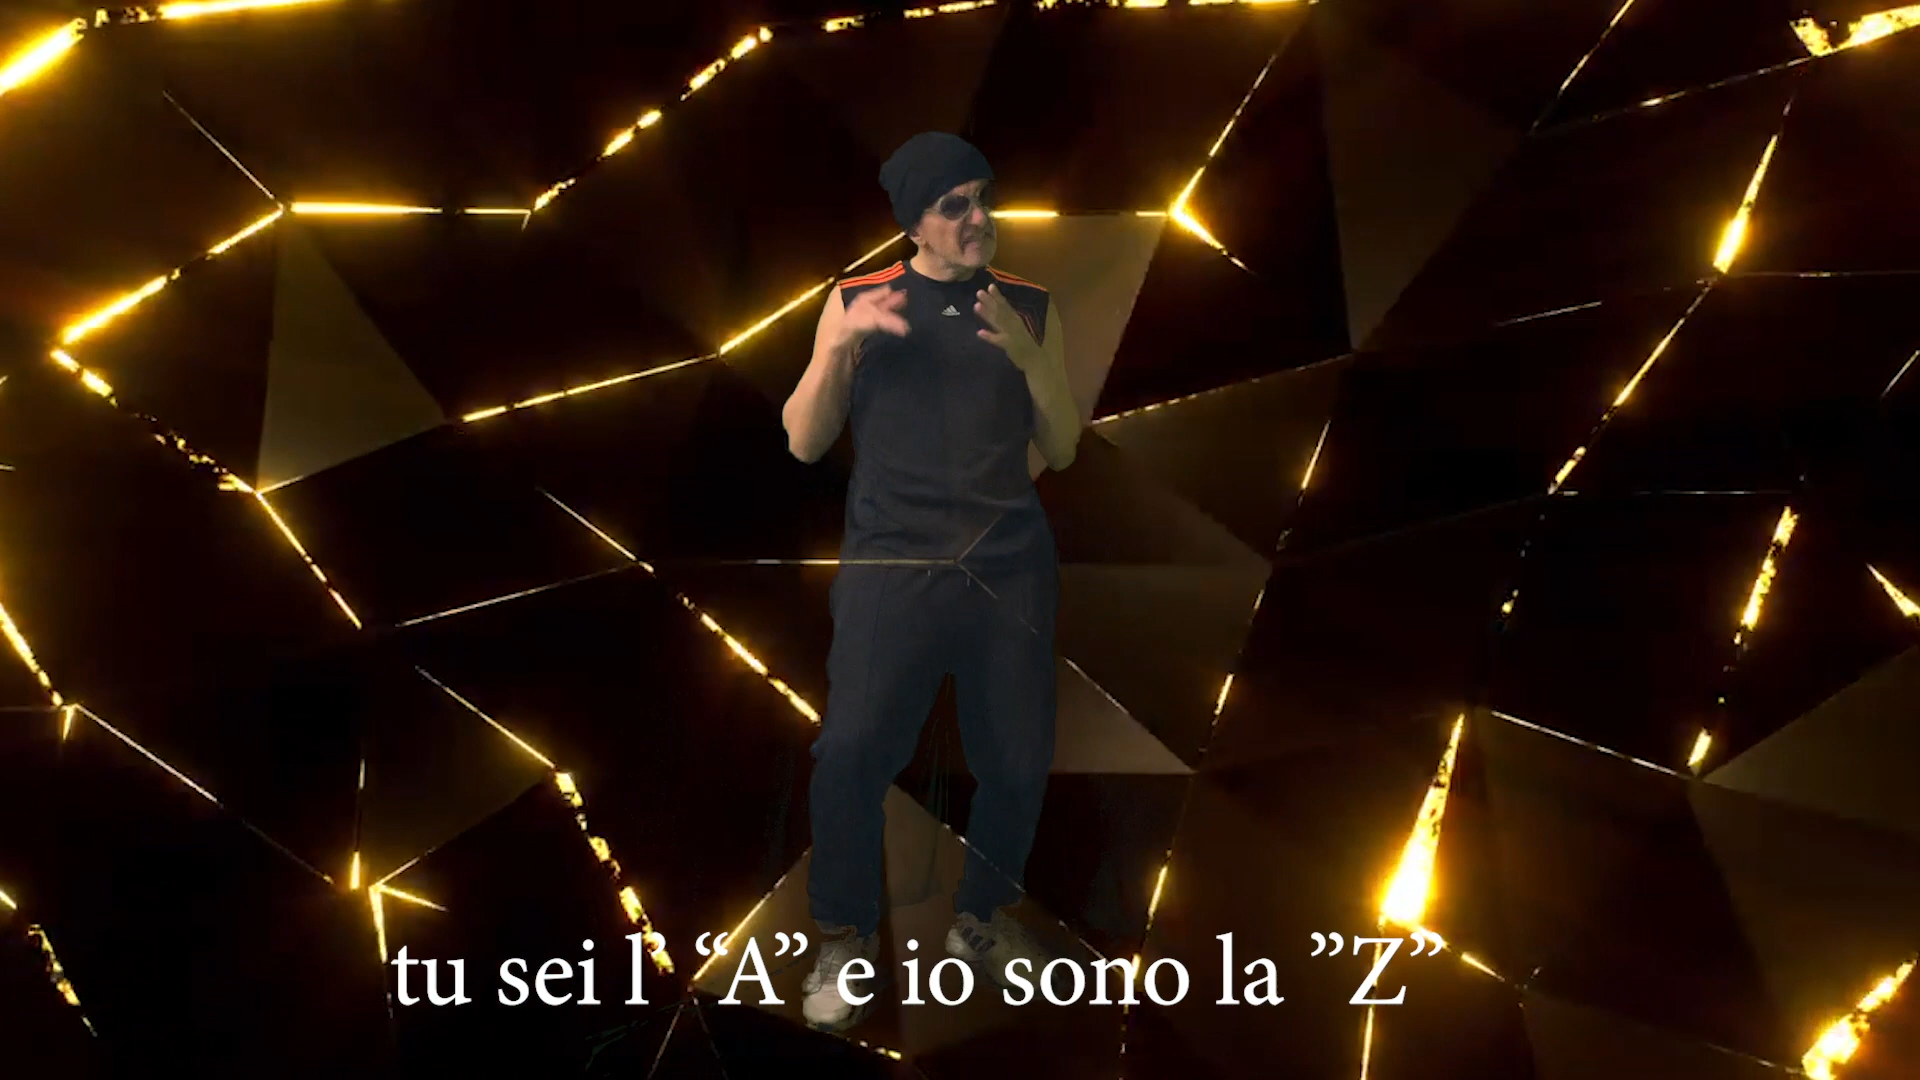 tu sei l’ “A” e io sono la ”Z”